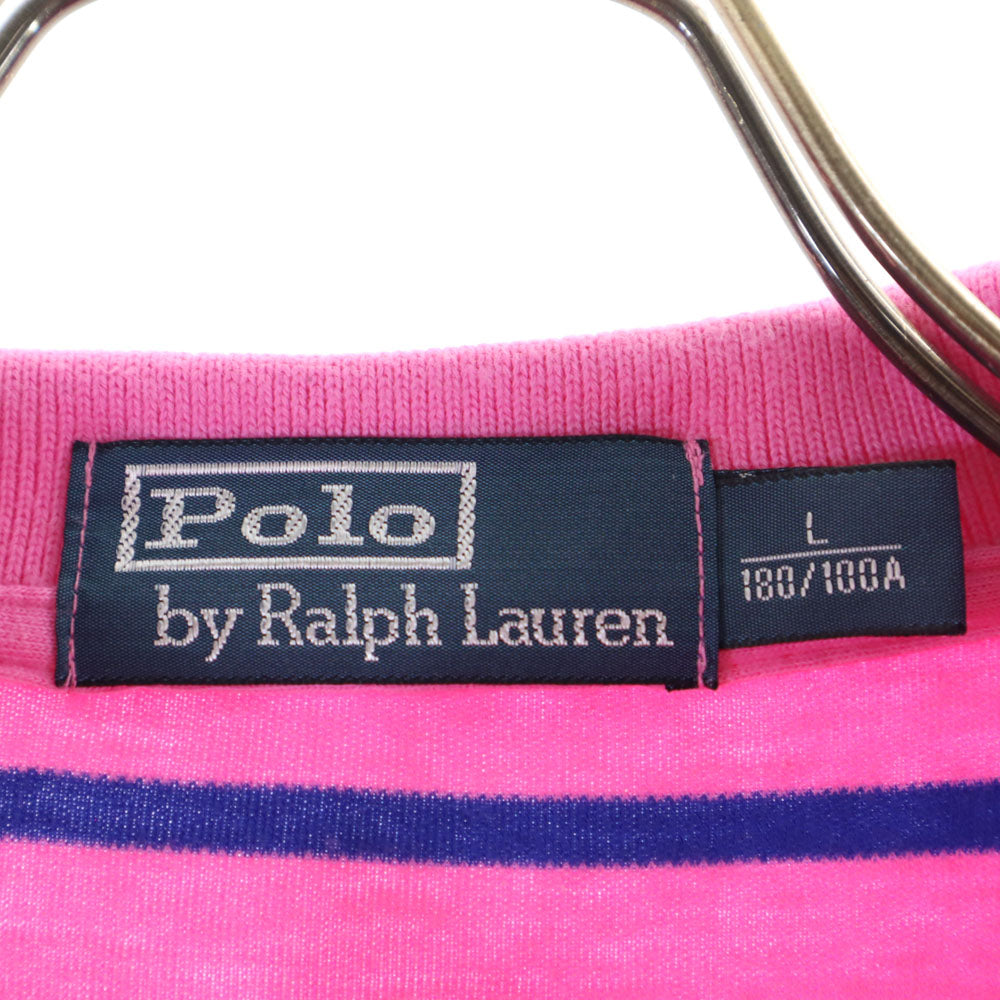 Polo
by Ralph Lauren
L
180/100A